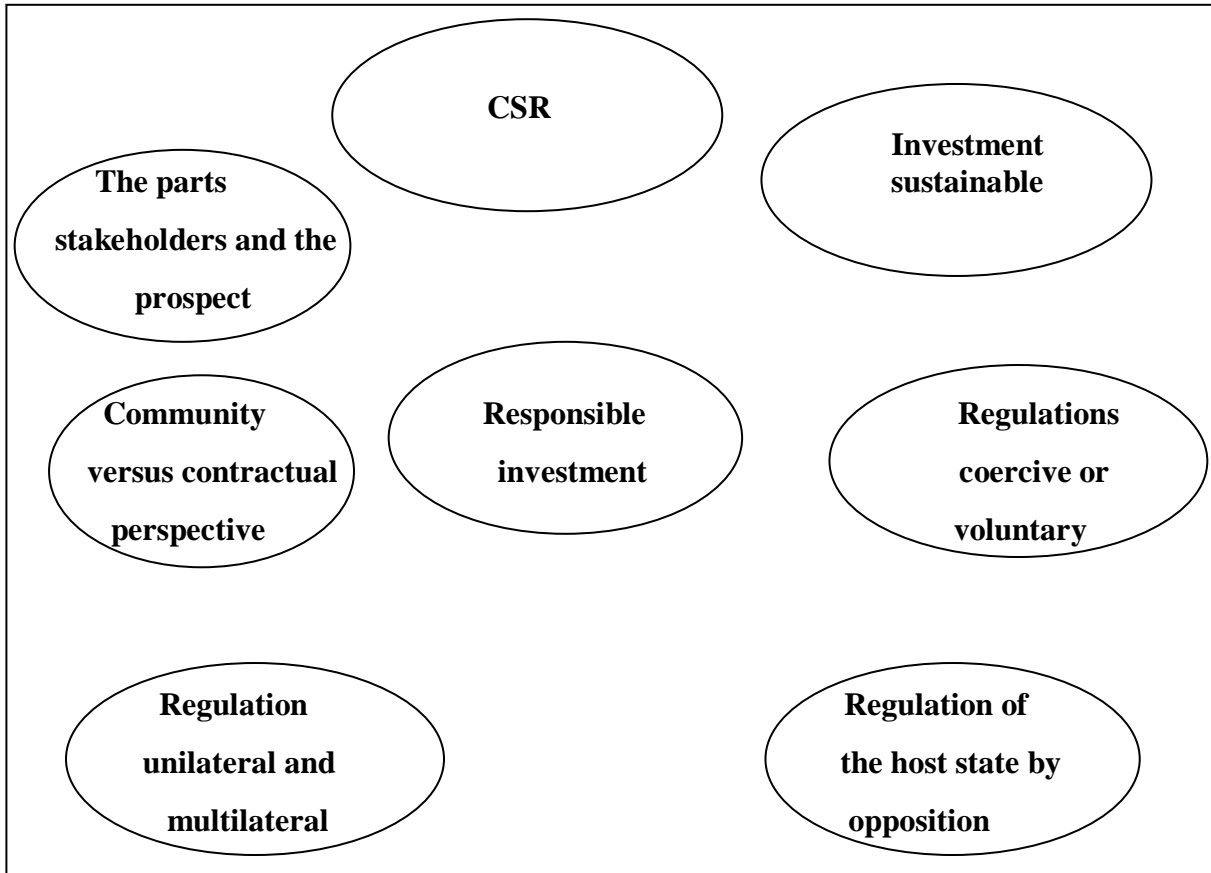 CSR
Investment
sustainable
The parts
stakeholders and the
prospect
Community
versus contractual
perspective
Responsible
investment
Regulations
coercive or
voluntary
Regulation
unilateral and
multilateral
Regulation of
the host state by
opposition